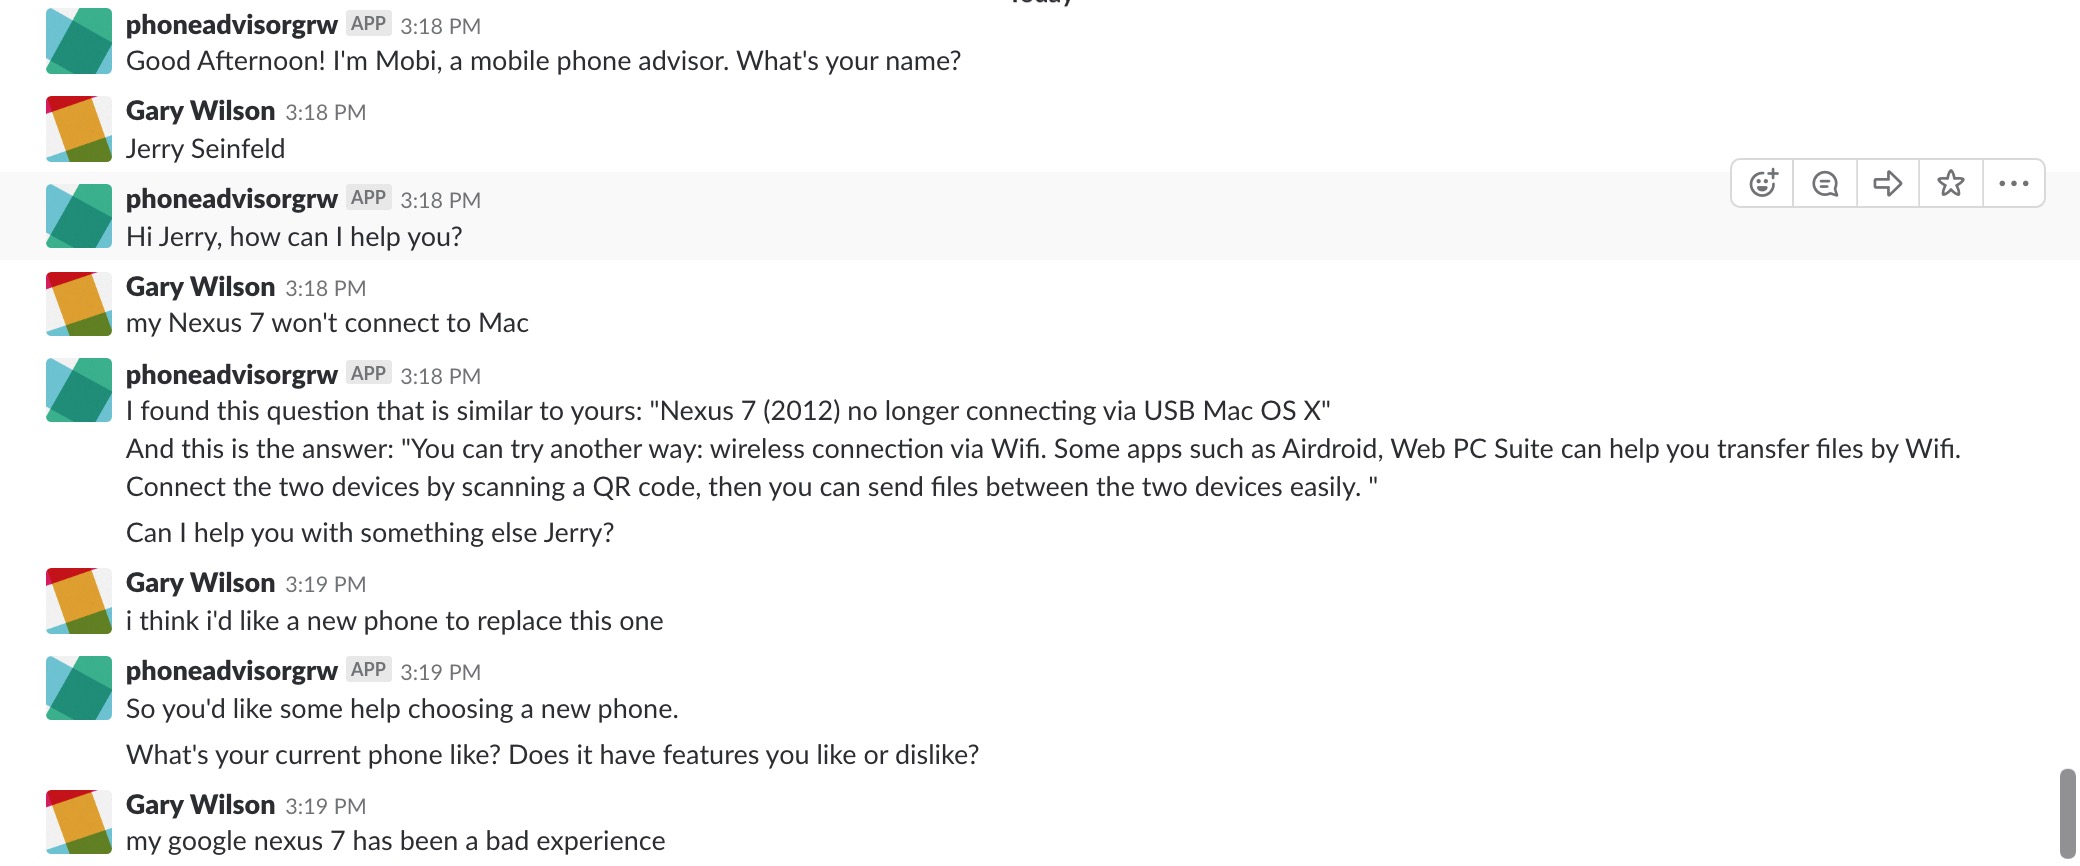 Today
phoneadvisorgrw APP 3:18 PM
Good Afternoon! I'm Mobi, a mobile phone advisor. What's your name?
Gary Wilson 3:18 PM
Jerry Seinfeld
phoneadvisorgrw APP 3:18 PM
Hi Jerry, how can I help you?
Gary Wilson 3:18 PM
my Nexus 7 won't connect to Mac
phoneadvisorgrw APP 3:18 PM
I found this question that is similar to yours: "Nexus 7 (2012) no longer connecting via USB Mac OS X"
And this is the answer: "You can try another way: wireless connection via Wifi. Some apps such as Airdroid, Web PC Suite can help you transfer files by Wifi.
Connect the two devices by scanning a QR code, then you can send files between the two devices easily. "
Can I help you with something else Jerry?
Gary Wilson 3:19 PM
i think i'd like a new phone to replace this one
phoneadvisorgrw APP 3:19 PM
So you'd like some help choosing a new phone.
What's your current phone like? Does it have features you like or dislike?
Gary Wilson 3:19 PM
my google nexus 7 has been a bad experience